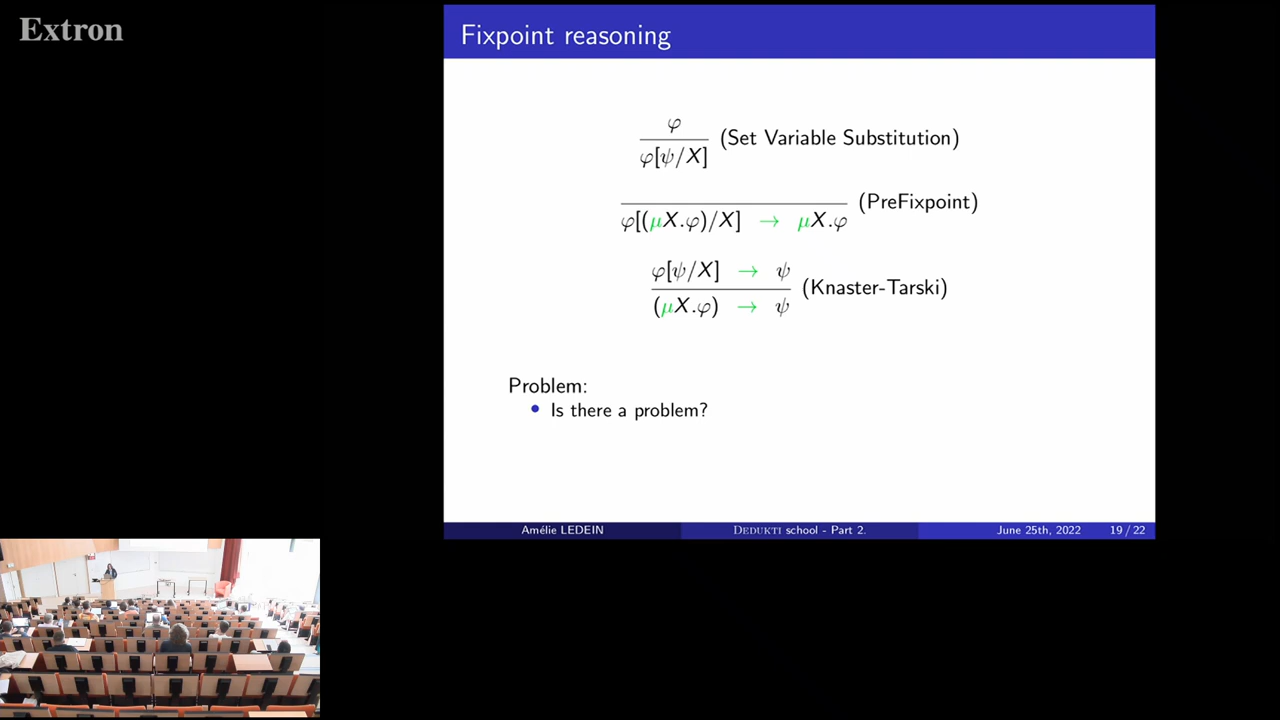 Extron
Fixpoint reasoning
φ
φ[ψ/X] (Set Variable Substitution)
φ[(μX.φ)/X] → μX.φ (PreFixpoint)
φ[ψ/X] → ψ
(μX.φ) → ψ (Knaster-Tarski)
Problem:
• Is there a problem?
Amélie LEDEIN DEDUKTI school - Part 2. June 25th, 2022 19 / 22